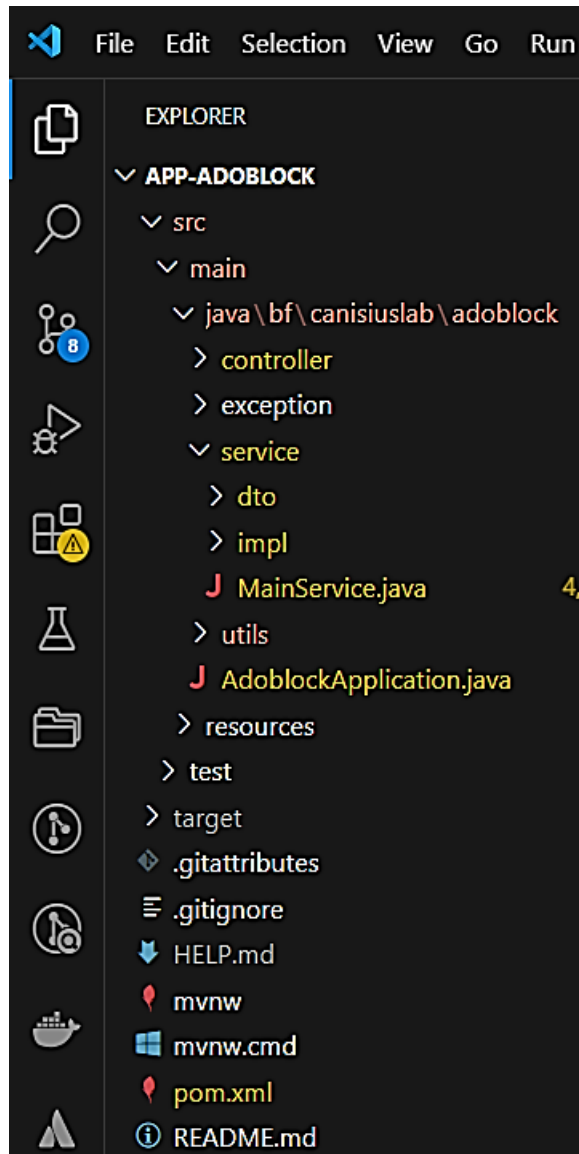 File Edit Selection View Go Run
EXPLORER
APP-ADOBLOCK
src
main
java\bf\canisiuslab\adoblock
controller
exception
8
service
dto
impl
MainService.java 4,
utils
AdoblockApplication.java
resources
test
target
.gitattributes
.gitignore
HELP.md
mvnw
mvnw.cmd
pom.xml
README.md